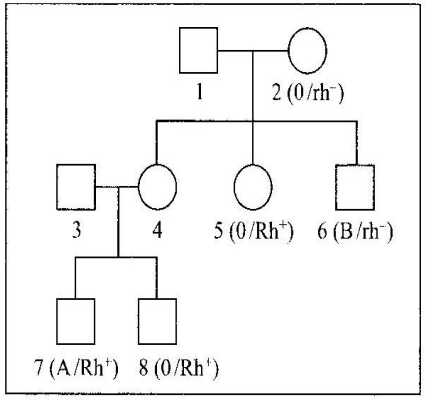 1 2 (0/rh⁻)
3 4 5 (0/Rh⁺) 6 (B/rh⁻)
7 (A/Rh⁺) 8 (0/Rh⁺)